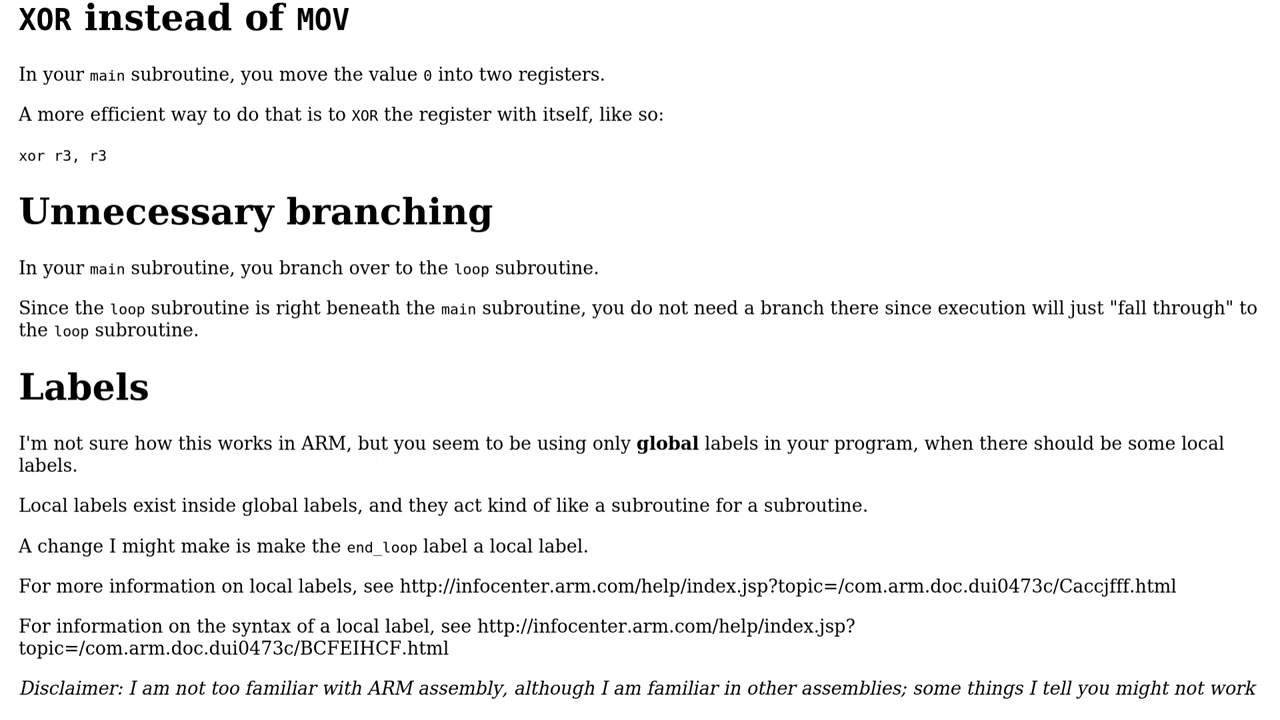 XOR instead of MOV
In your main subroutine, you move the value 0 into two registers.
A more efficient way to do that is to XOR the register with itself, like so:
xor r3, r3
Unnecessary branching
In your main subroutine, you branch over to the loop subroutine.
Since the loop subroutine is right beneath the main subroutine, you do not need a branch there since execution will just "fall through" to
the loop subroutine.
Labels
I'm not sure how this works in ARM, but you seem to be using only global labels in your program, when there should be some local
labels.
Local labels exist inside global labels, and they act kind of like a subroutine for a subroutine.
A change I might make is make the end_loop label a local label.
For more information on local labels, see http://infocenter.arm.com/help/index.jsp?topic=/com.arm.doc.dui0473c/Caccjfff.html
For information on the syntax of a local label, see http://infocenter.arm.com/help/index.jsp?
topic=/com.arm.doc.dui0473c/BCFEIHCF.html
Disclaimer: I am not too familiar with ARM assembly, although I am familiar in other assemblies; some things I tell you might not work